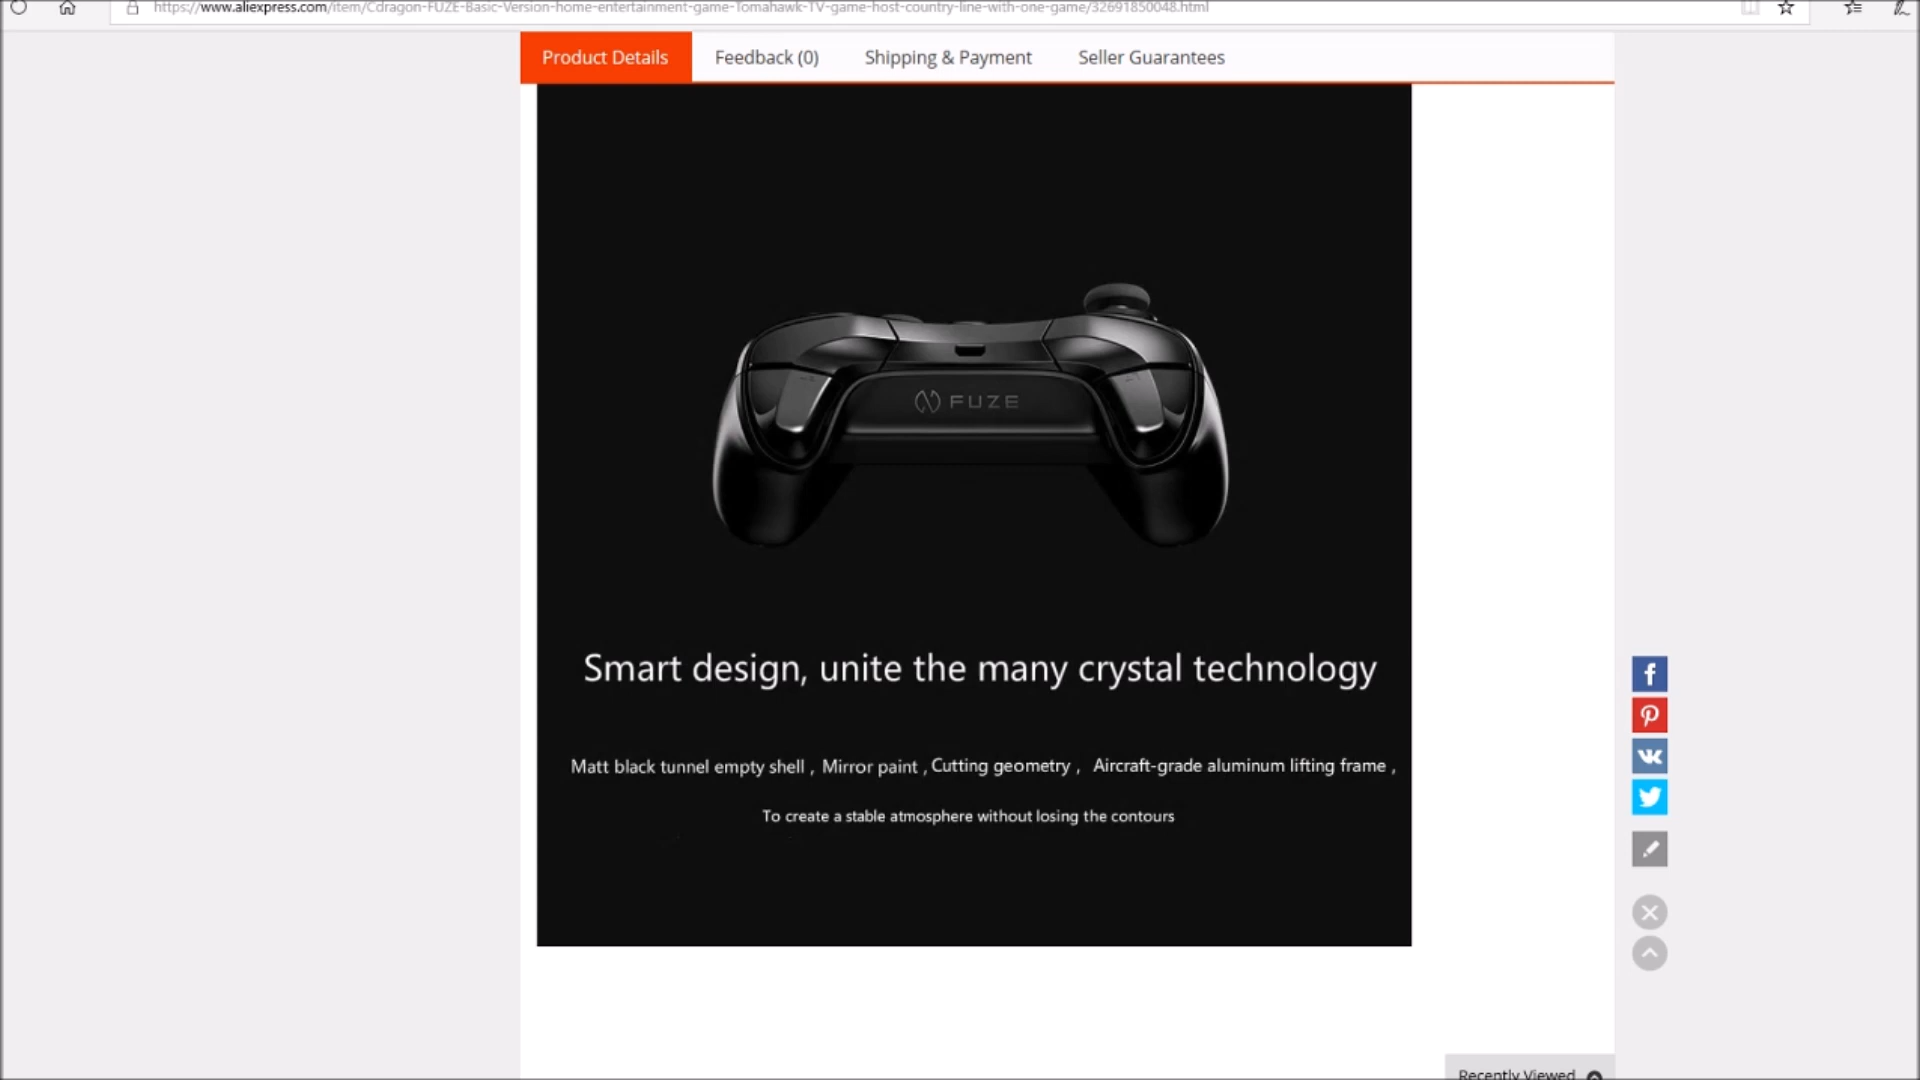 https://www.aliexpress.com/item/Cdragon-FUZE-Basic-Version-home-entertainment-game-Tomahawk-TV-game-host-country-line-with-one-game/32691850048.html
Product Details Feedback (0) Shipping & Payment Seller Guarantees
FUZE
Smart design, unite the many crystal technology
Matt black tunnel empty shell , Mirror paint , Cutting geometry , Aircraft-grade aluminum lifting frame ,
To create a stable atmosphere without losing the contours
Recently Viewed